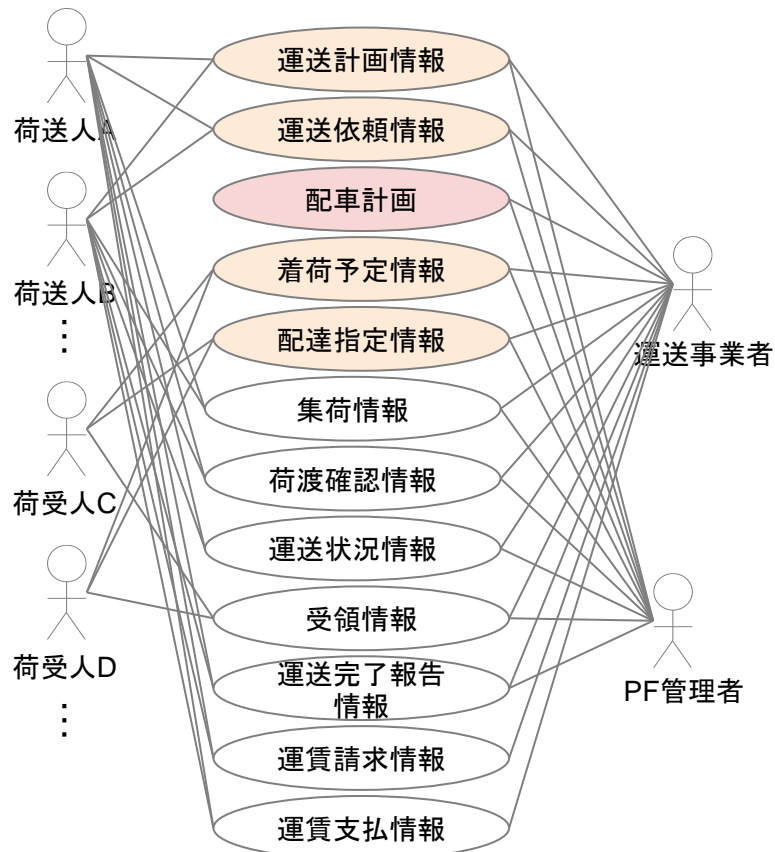 運送計画情報
荷送人A
運送依頼情報
配車計画
荷送人B
⋮
着荷予定情報
運送事業者
配達指定情報
集荷情報
荷受人C
荷渡確認情報
運送状況情報
受領情報
荷受人D
⋮
運送完了報告
情報
PF管理者
運賃請求情報
運賃支払情報